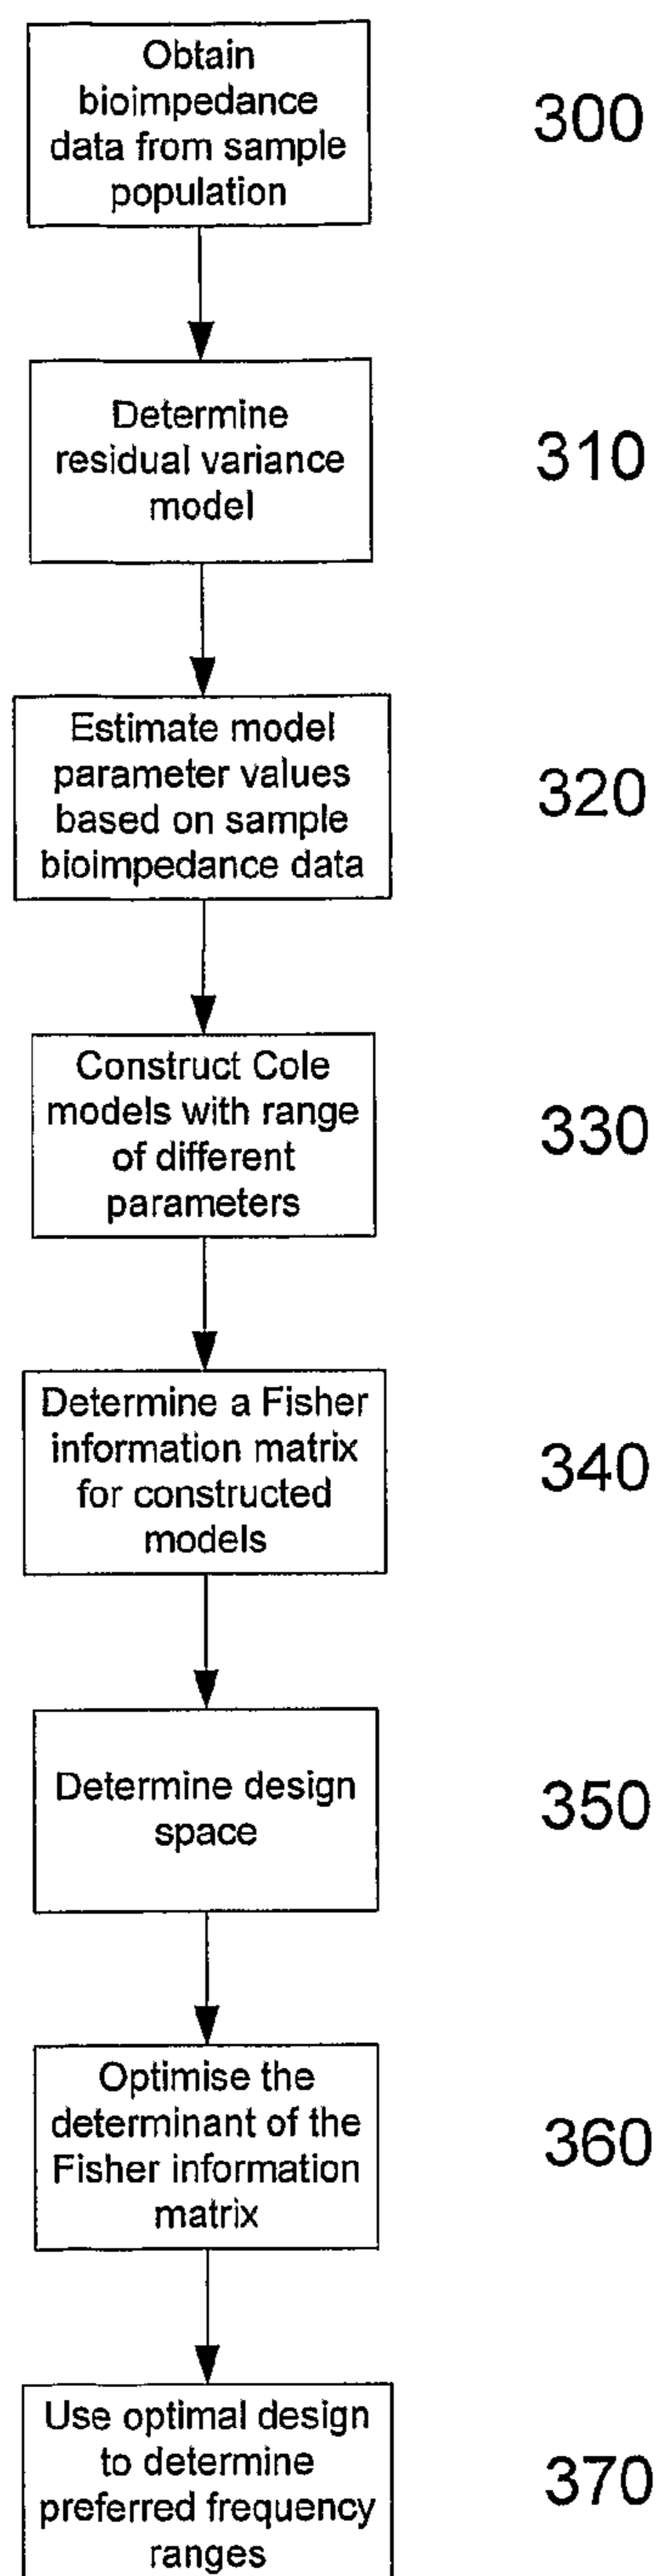 Obtain
bioimpedance
data from sample
population
300
Determine
residual variance
model
310
Estimate model
parameter values
based on sample
bioimpedance data
320
Construct Cole
models with range
of different
parameters
330
Determine a Fisher
information matrix
for constructed
models
340
Determine design
space
350
Optimise the
determinant of the
Fisher information
matrix
360
Use optimal design
to determine
preferred frequency
ranges
370